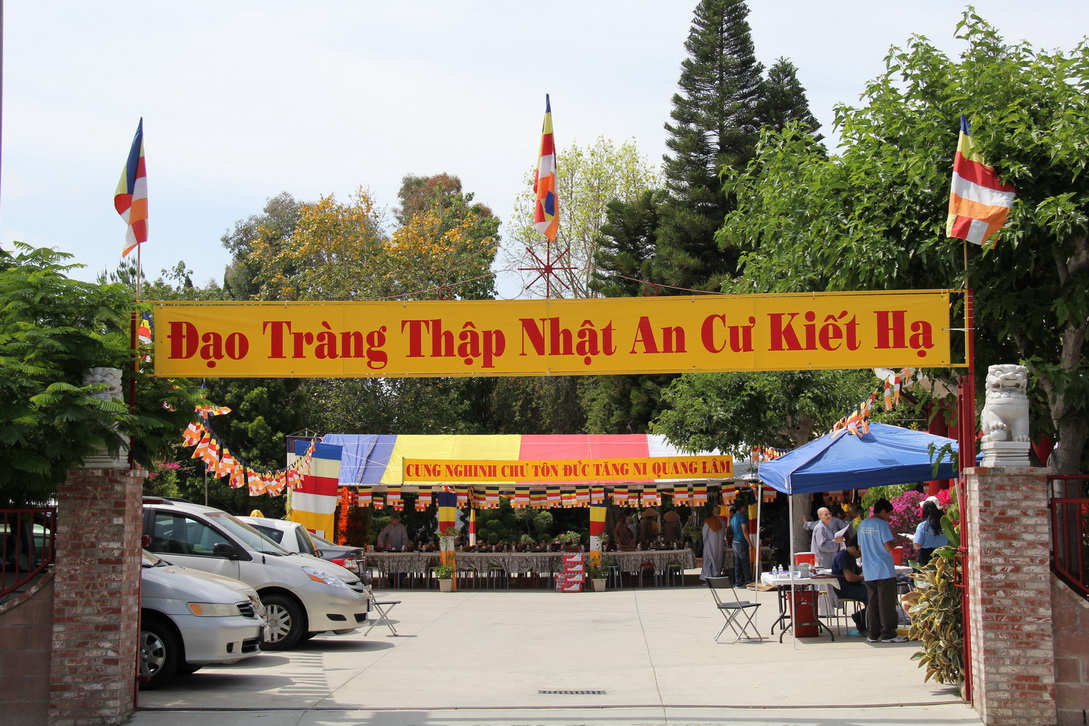 Đạo Tràng Thập Nhật An Cư Kiết Hạ
CUNG NGHINH CHƯ TÔN ĐỨC TĂNG NI QUANG LÂM